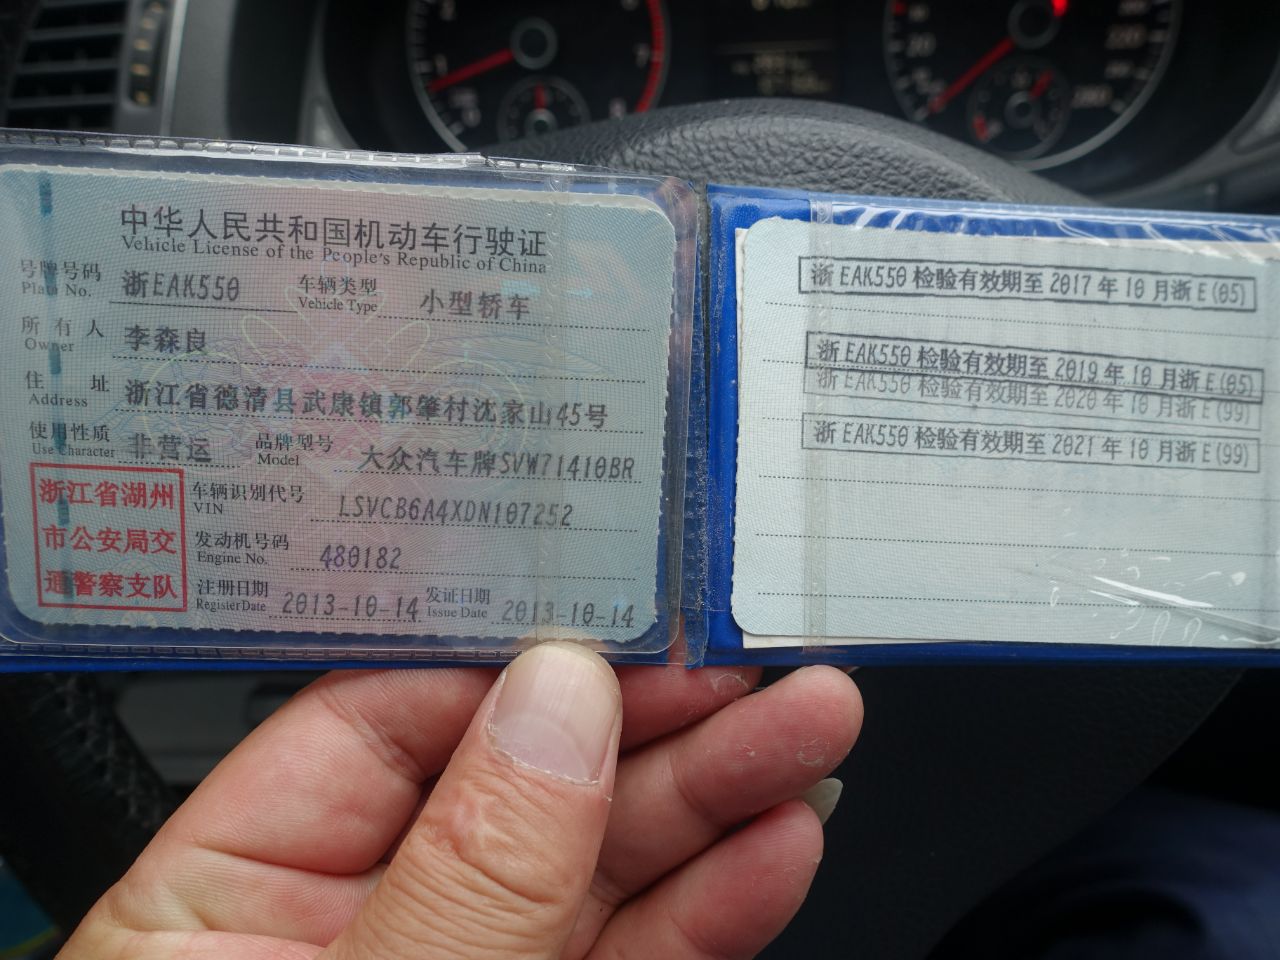 中华人民共和国机动车行驶证
Vehicle License of the People's Republic of China
号牌号码 浙EAK550 车辆类型 小型轿车
Plate No. Vehicle Type
所有人 李森良
Owner
住址 浙江省德清县武康镇郭肇村沈家山45号
Address
使用性质 非营运 品牌型号 大众汽车牌SVW71410BR
Use Character Model
浙江省湖州
市公安局交
通警察支队
车辆识别代号 LSVCB6A4XDN107252
VIN
发动机号码 480182
Engine No.
注册日期 2013-10-14 发证日期 2013-10-14
Register Date Issue Date
浙EAK550检验有效期至2017年10月浙E(05)
浙EAK550检验有效期至2019年10月浙E(05)
浙EAK550检验有效期至2020年10月浙E(99)
浙EAK550检验有效期至2021年10月浙E(99)